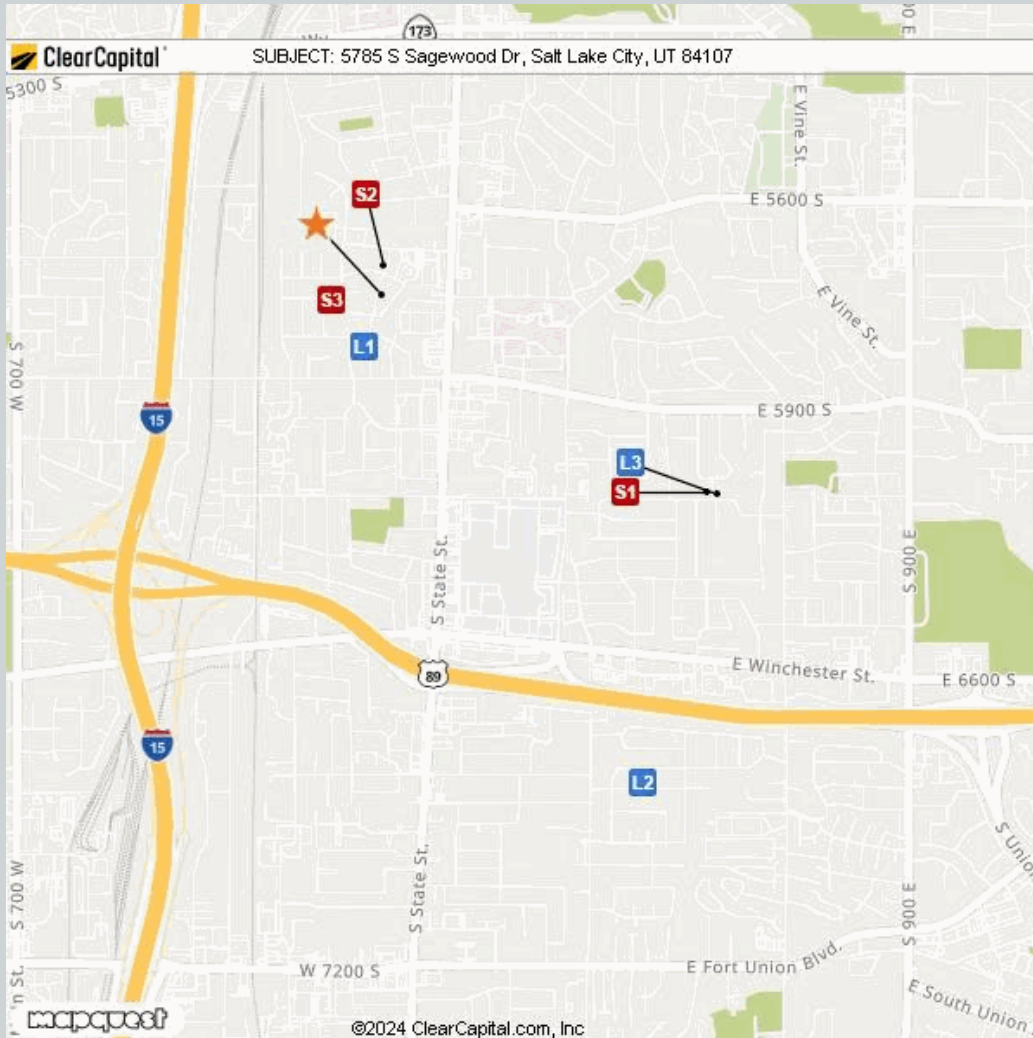 173
ClearCapital
SUBJECT: 5785 S Sagewood Dr, Salt Lake City, UT 84107
5300 S
E Vine St.
S2
E 5600 S
S3
E Vine St.
L1
S 700 W
E 5900 S
15
L3
S1
S State St.
S 900 E
E Winchester St.
E 6600 S
89
15
L2
S State St.
S 700 W
S 900 E
W 7200 S
E Fort Union Blvd.
E South Union
n St.
mapquest
©2024 ClearCapital.com, Inc